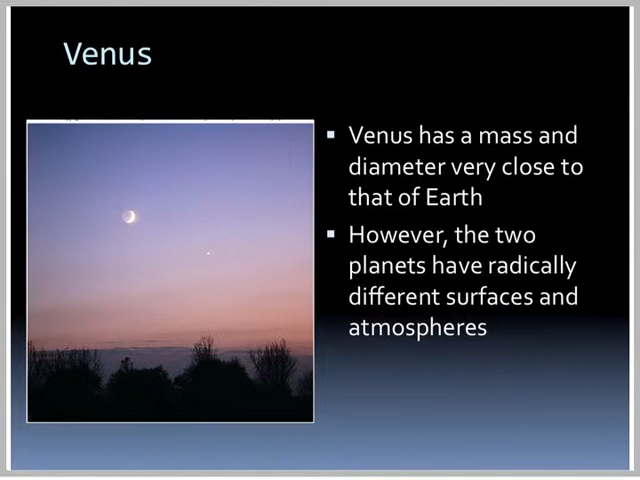 Venus
Venus has a mass and
diameter very close to
that of Earth
However, the two
planets have radically
different surfaces and
atmospheres